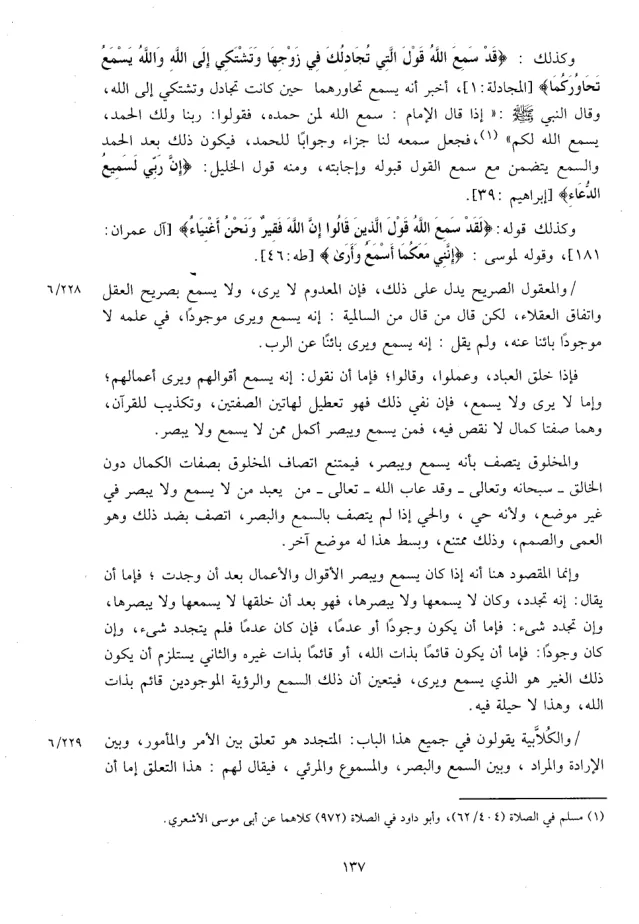 وكذلك : ﴿قَدْ سَمِعَ اللَّهُ قَوْلَ الَّتِي تُجَادِلُكَ فِي زَوْجِهَا وَتَشْتَكِي إِلَى اللَّهِ وَاللَّهُ يَسْمَعُ
تَحَاوُرَكُمَا﴾ [المجادلة:١]، أخبر أنه يسمع تحاورهما حين كانت تجادل وتشتكي إلى الله،
وقال النبي ﷺ :« إذا قال الإمام : سمع الله لمن حمده، فقولوا: ربنا ولك الحمد،
يسمع الله لكم» (١)،فجعل سمعه لنا جزاء وجوابًا للحمد، فيكون ذلك بعد الحمد
والسمع يتضمن مع سمع القول قبوله وإجابته، ومنه قول الخليل: ﴿إِنَّ رَبِّي لَسَمِيعُ
الدُّعَاءِ﴾ [إبراهيم :٣٩].
وكذلك قوله:﴿لَقَدْ سَمِعَ اللَّهُ قَوْلَ الَّذِينَ قَالُوا إِنَّ اللَّهَ فَقِيرٌ وَنَحْنُ أَغْنِيَاءُ﴾ [آل عمران:
١٨١]، وقوله لموسى : ﴿إِنَّنِي مَعَكُمَا أَسْمَعُ وَأَرَىٰ ﴾ [طه:٤٦].
/ والمعقول الصريح يدل على ذلك، فإن المعدوم لا يرى، ولا يسمع بصريح العقل ٦/٢٢٨
واتفاق العقلاء، لكن قال من قال من السالمية : إنه يسمع ويرى موجودًا، في علمه لا
موجودًا بائنا عنه، ولم يقل : إنه يسمع ويرى بائنًا عن الرب.
فإذا خلق العباد، وعملوا، وقالوا؛ فإما أن نقول: إنه يسمع أقوالهم ويرى أعمالهم؛
وإما لا يرى ولا يسمع، فإن نفي ذلك فهو تعطيل لهاتين الصفتين، وتكذيب للقرآن،
وهما صفتا كمال لا نقص فيه، فمن يسمع ويبصر أكمل ممن لا يسمع ولا يبصر.
والمخلوق يتصف بأنه يسمع ويبصر، فيمتنع اتصاف المخلوق بصفات الكمال دون
الخالق ـ سبحانه وتعالى ـ وقد عاب الله ـ تعالى ـ من يعبد من لا يسمع ولا يبصر في
غير موضع، ولأنه حي ، والحي إذا لم يتصف بالسمع والبصر، اتصف بضد ذلك وهو
العمى والصمم، وذلك ممتنع، وبسط هذا له موضع آخر.
وإنما المقصود هنا أنه إذا كان يسمع ويبصر الأقوال والأعمال بعد أن وجدت ؛ فإما أن
يقال: إنه تجدد، وكان لا يسمعها ولا يبصرها، فهو بعد أن خلقها لا يسمعها ولا يبصرها،
وإن تجدد شىء: فإما أن يكون وجودًا أو عدمًا، فإن كان عدمًا فلم يتجدد شىء، وإن
كان وجودًا: فإما أن يكون قائمًا بذات الله، أو قائمًا بذات غيره والثاني يستلزم أن يكون
ذلك الغير هو الذي يسمع ويرى، فيتعين أن ذلك السمع والرؤية الموجودين قائم بذات
الله، وهذا لا حيلة فيه.
/ والكُلاَّبية يقولون في جميع هذا الباب: المتجدد هو تعلق بين الأمر والمأمور، وبين ٦/٢٢٩
الإرادة والمراد ، وبين السمع والبصر، والمسموع والمرئي ، فيقال لهم : هذا التعلق إما أن
(١) مسلم في الصلاة (٦٢/٤٠٤)، وأبو داود في الصلاة (٩٧٢) كلاهما عن أبى موسى الأشعري.
١٣٧